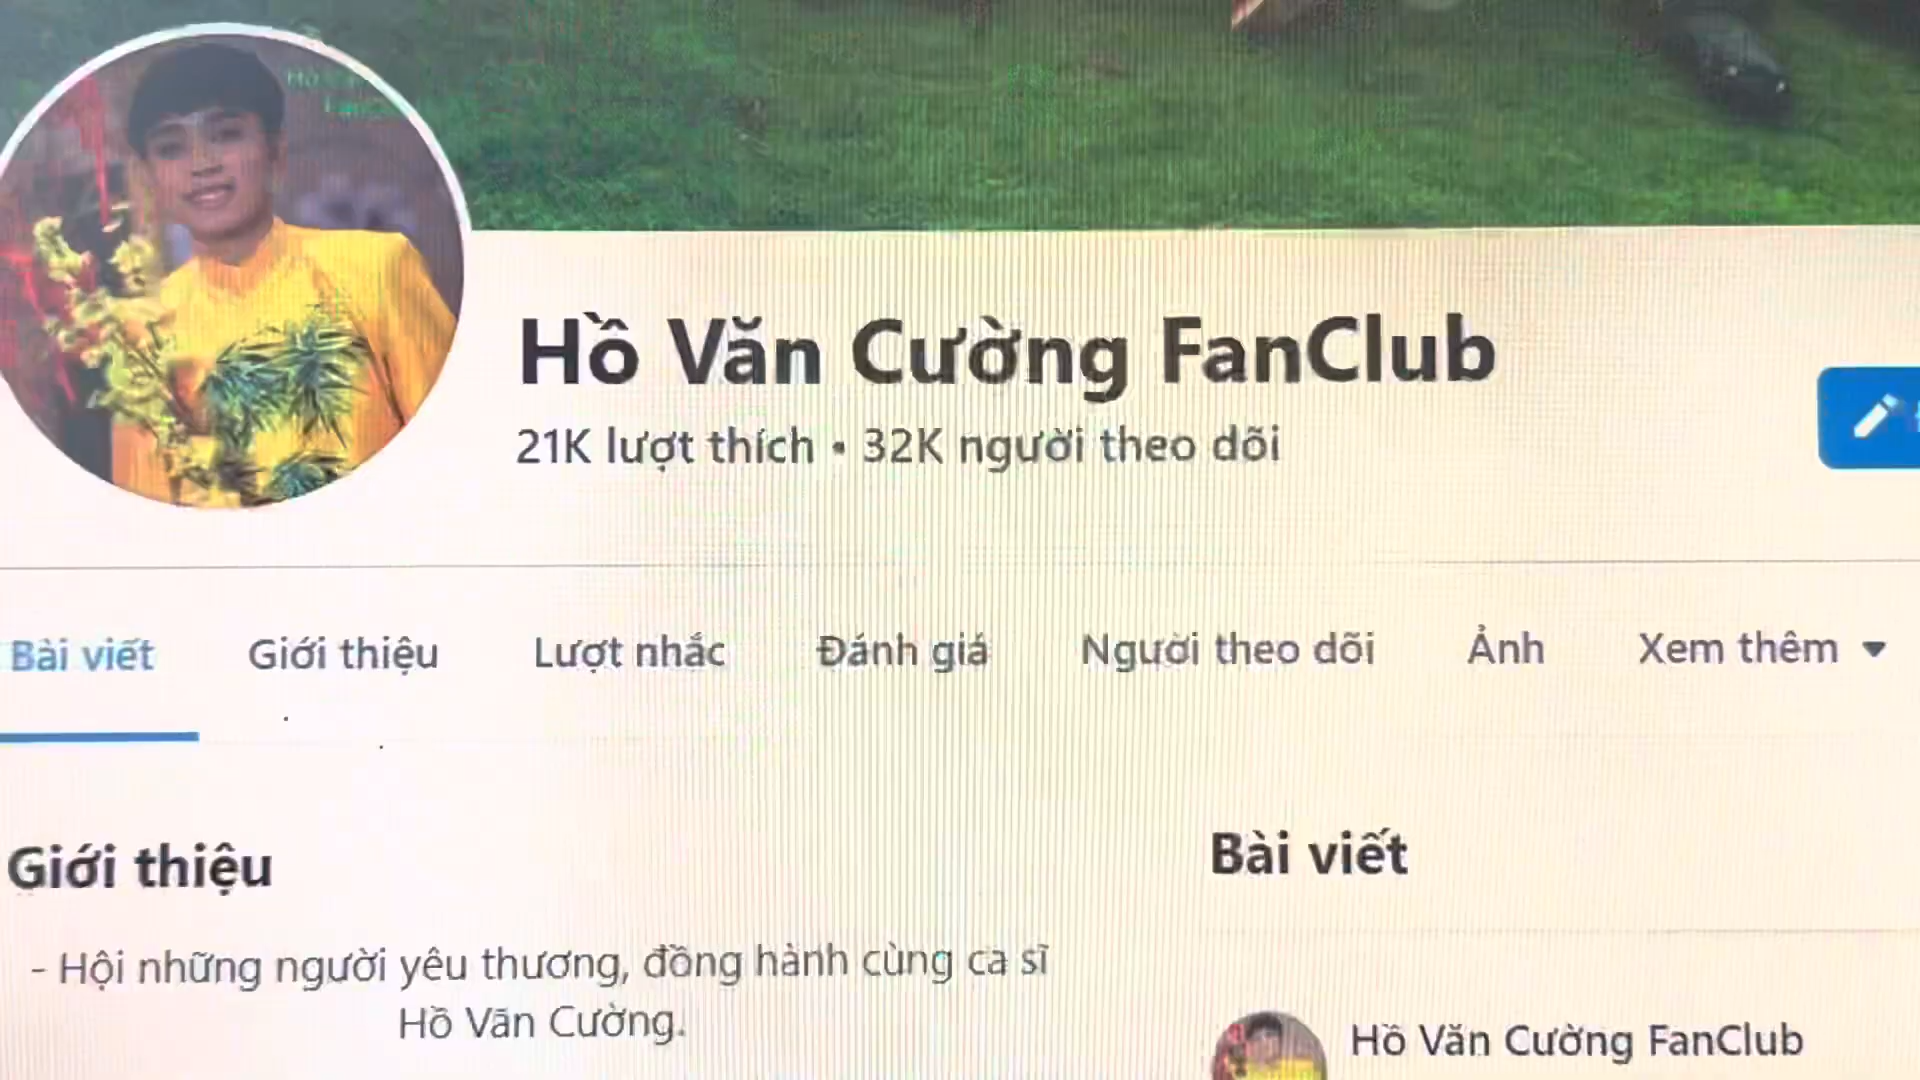 Hồ Văn Cường FanClub
21K lượt thích • 32K người theo dõi
Bài viết
Giới thiệu
Lượt nhắc
Đánh giá
Người theo dõi
Ảnh
Xem thêm
Giới thiệu
- Hội những người yêu thương, đồng hành cùng ca sĩ
Hồ Văn Cường.
Bài viết
Hồ Văn Cường FanClub